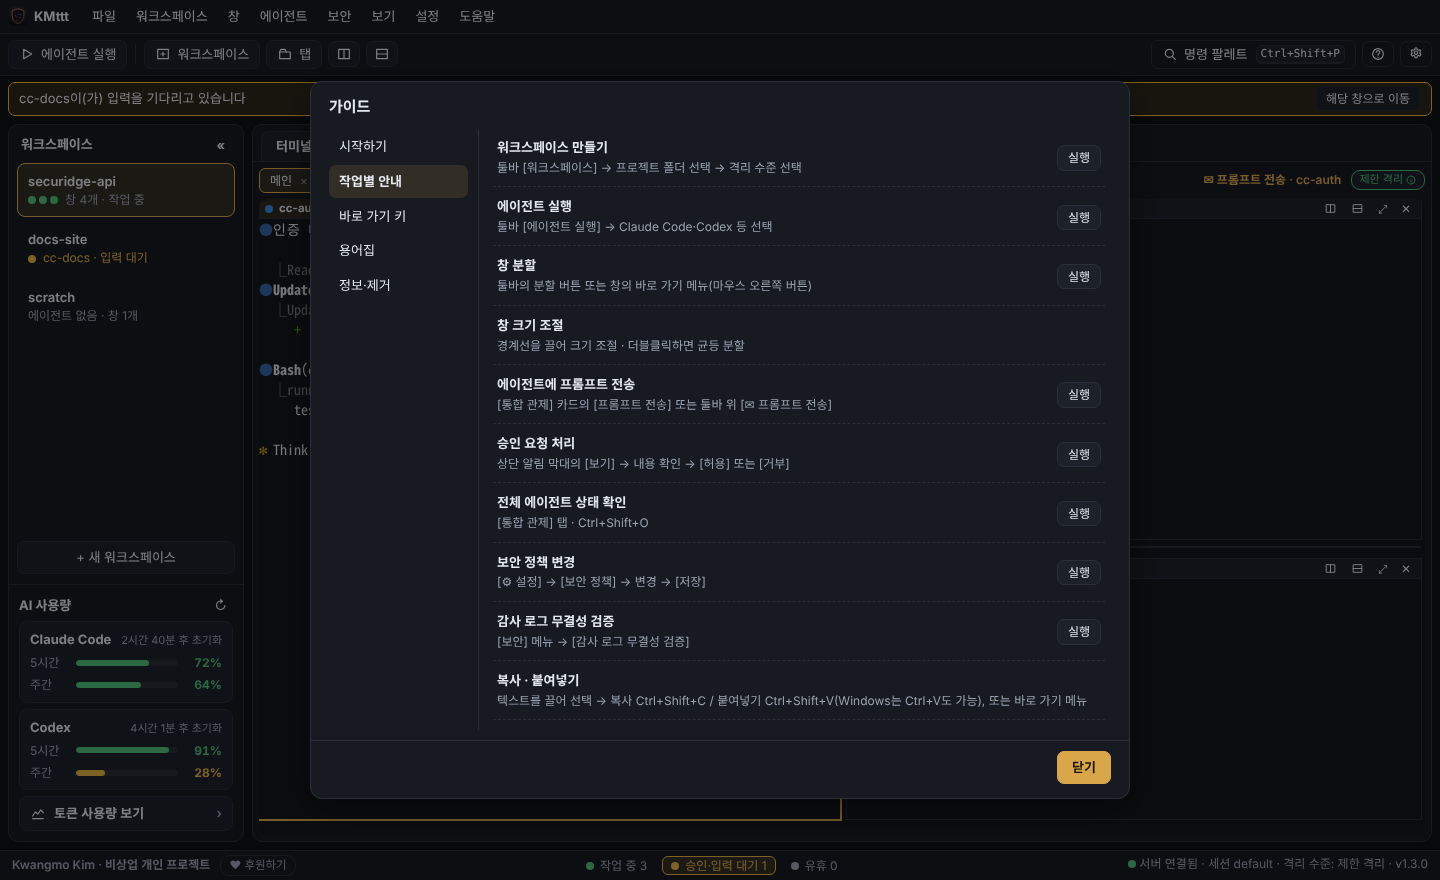 KMttt 파일 워크스페이스 창 에이전트 보안 보기 설정 도움말
에이전트 실행 워크스페이스 탭 명령 팔레트 Ctrl+Shift+P
cc-docs이(가) 입력을 기다리고 있습니다 해당 창으로 이동
워크스페이스 «
securidge-api
창 4개 · 작업 중
docs-site
cc-docs · 입력 대기
scratch
에이전트 없음 · 창 1개
+ 새 워크스페이스
AI 사용량
Claude Code 2시간 40분 후 초기화
5시간 72%
주간 64%
Codex 4시간 1분 후 초기화
5시간 91%
주간 28%
토큰 사용량 보기 ›
터미널
메인 ×
✉ 프롬프트 전송 · cc-auth 제한 격리 ⓘ
인증
Update
+
Bash(
✻ Think
가이드
시작하기
작업별 안내
바로 가기 키
용어집
정보·제거
워크스페이스 만들기
툴바 [워크스페이스] → 프로젝트 폴더 선택 → 격리 수준 선택
실행
에이전트 실행
툴바 [에이전트 실행] → Claude Code·Codex 등 선택
실행
창 분할
툴바의 분할 버튼 또는 창의 바로 가기 메뉴(마우스 오른쪽 버튼)
실행
창 크기 조절
경계선을 끌어 크기 조절 · 더블클릭하면 균등 분할
에이전트에 프롬프트 전송
[통합 관제] 카드의 [프롬프트 전송] 또는 툴바 위 [✉ 프롬프트 전송]
실행
승인 요청 처리
상단 알림 막대의 [보기] → 내용 확인 → [허용] 또는 [거부]
실행
전체 에이전트 상태 확인
[통합 관제] 탭 · Ctrl+Shift+O
실행
보안 정책 변경
[⚙ 설정] → [보안 정책] → 변경 → [저장]
실행
감사 로그 무결성 검증
[보안] 메뉴 → [감사 로그 무결성 검증]
실행
복사 · 붙여넣기
텍스트를 끌어 선택 → 복사 Ctrl+Shift+C / 붙여넣기 Ctrl+Shift+V(Windows는 Ctrl+V도 가능), 또는 바로 가기 메뉴
닫기
Kwangmo Kim · 비상업 개인 프로젝트 ♥ 후원하기 작업 중 3 승인·입력 대기 1 유휴 0 서버 연결됨 · 세션 default · 격리 수준: 제한 격리 · v1.3.0